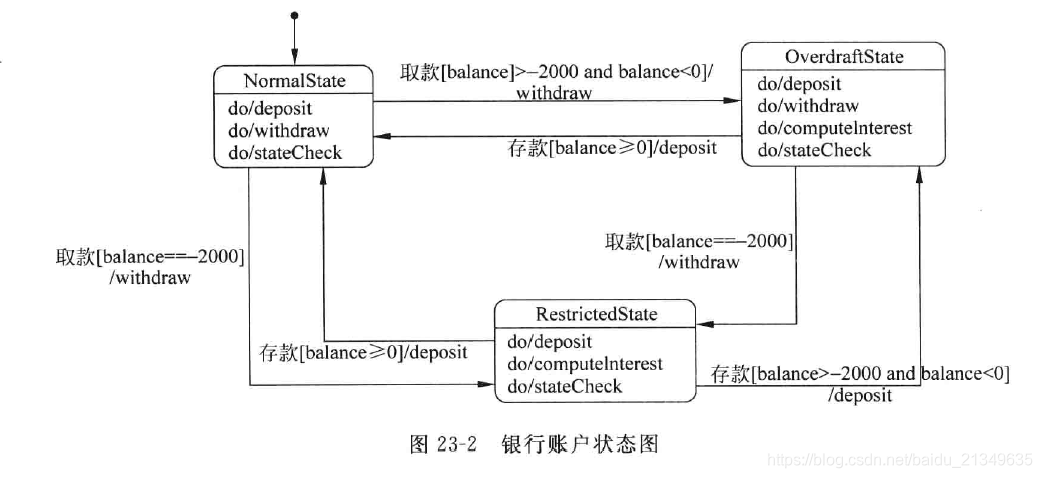 NormalState
do/deposit
do/withdraw
do/stateCheck
取款[balance]>−2000 and balance<0]/
withdraw
存款[balance≥0]/deposit
OverdraftState
do/deposit
do/withdraw
do/computeInterest
do/stateCheck
取款[balance==−2000]
/withdraw
取款[balance==−2000]
/withdraw
RestrictedState
do/deposit
do/computeInterest
do/stateCheck
存款[balance≥0]/deposit
存款[balance>−2000 and balance<0]
/deposit
图 23-2 银行账户状态图
https://blog.csdn.net/baidu_21349635